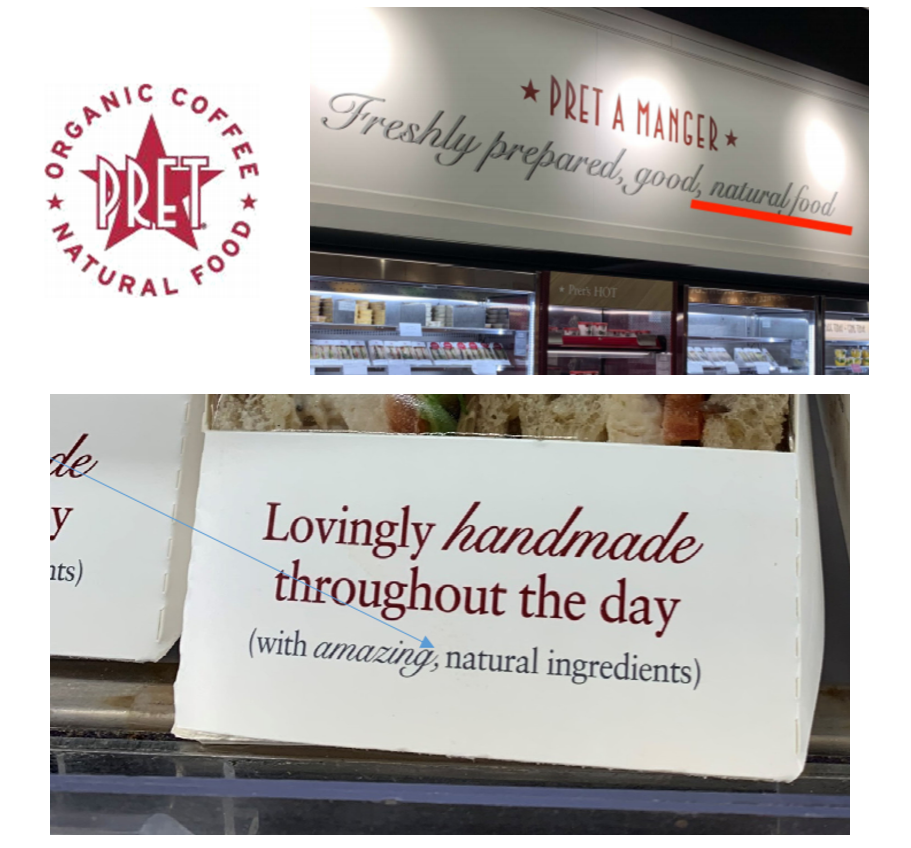 ORGANIC COFFEE
PRET
NATURAL FOOD
PRET A MANGER
Freshly prepared, good, natural food
Pret's HOT
de
y
nts)
Lovingly handmade
throughout the day
(with amazing, natural ingredients)